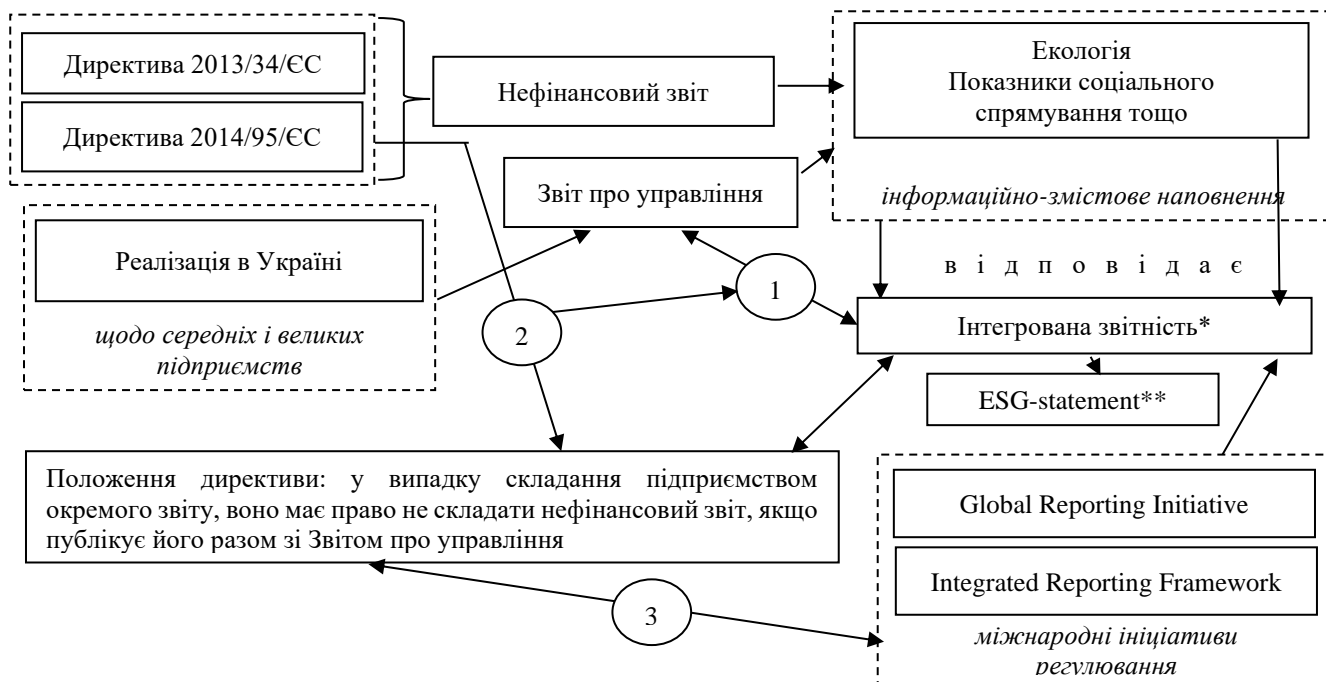 Директива 2013/34/ЄС
Директива 2014/95/ЄС
Нефінансовий звіт
Екологія
Показники соціального
спрямування тощо
Звіт про управління
інформаційно-змістове наповнення
Реалізація в Україні
щодо середніх і великих
підприємств
1
2
відповідає
Інтегрована звітність*
ESG-statement**
Положення директиви: у випадку складання підприємством
окремого звіту, воно має право не складати нефінансовий звіт, якщо
публікує його разом зі Звітом про управління
Global Reporting Initiative
Integrated Reporting Framework
3
міжнародні ініціативи
регулювання